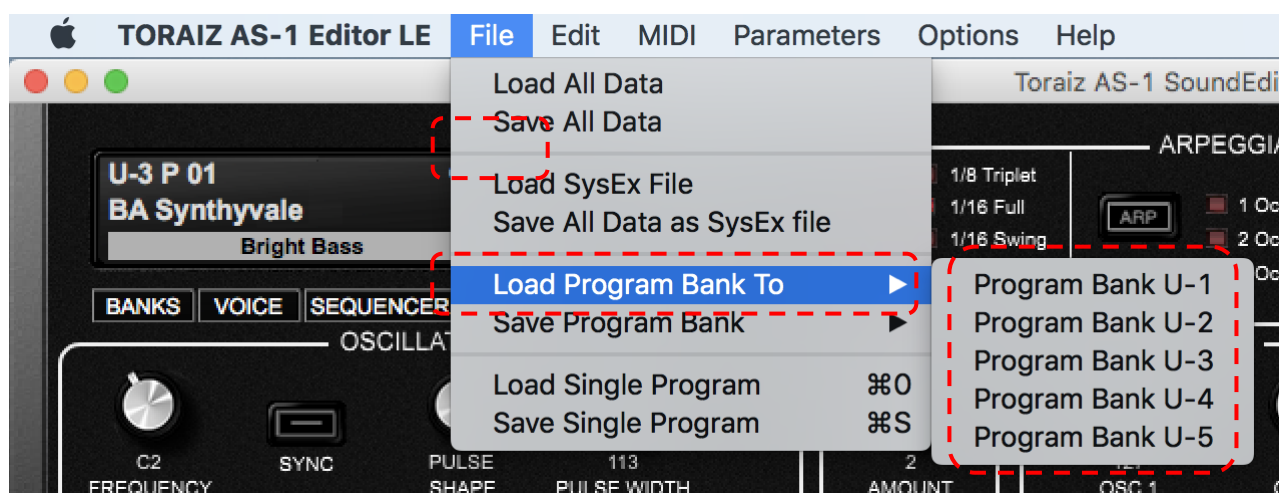 TORAIZ AS-1 Editor LE File Edit MIDI Parameters Options Help
Toraiz AS-1 SoundEdi
Load All Data
Save All Data
Load SysEx File
Save All Data as SysEx file
Load Program Bank To
Save Program Bank
Load Single Program ⌘O
Save Single Program ⌘S
Program Bank U-1
Program Bank U-2
Program Bank U-3
Program Bank U-4
Program Bank U-5
U-3 P 01
BA Synthyvale
Bright Bass
BANKS VOICE SEQUENCER
OSCILLAT
C2
FREQUENCY
SYNC
PULSE
SHAPE
113
PULSE WIDTH
2
AMOUNT
OSC 1
1/8 Triplet
1/16 Full
1/16 Swing
ARPEGGIA
ARP
1 Oc
2 Oc